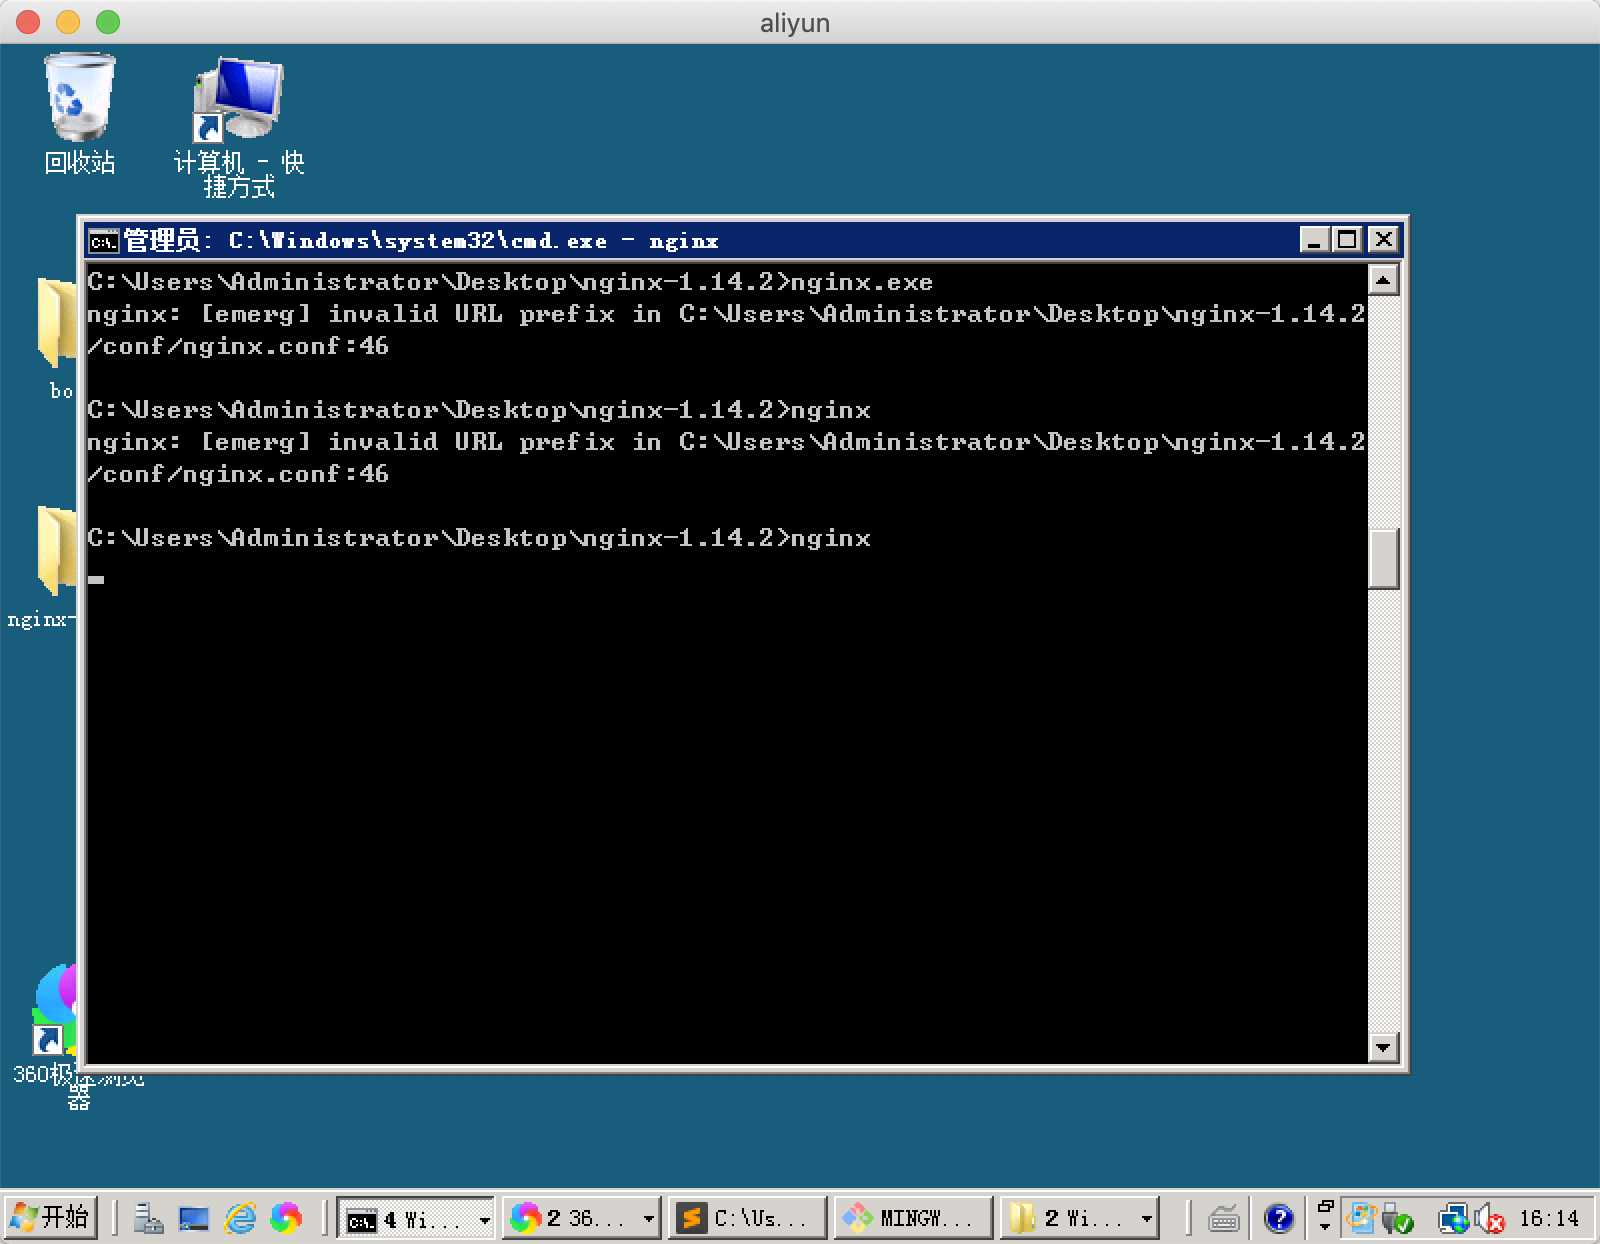 aliyun
回收站
计算机 - 快
捷方式
管理员: C:\Windows\system32\cmd.exe - nginx
C:\Users\Administrator\Desktop\nginx-1.14.2>nginx.exe
nginx: [emerg] invalid URL prefix in C:\Users\Administrator\Desktop\nginx-1.14.2
/conf/nginx.conf:46
bo
C:\Users\Administrator\Desktop\nginx-1.14.2>nginx
nginx: [emerg] invalid URL prefix in C:\Users\Administrator\Desktop\nginx-1.14.2
/conf/nginx.conf:46
C:\Users\Administrator\Desktop\nginx-1.14.2>nginx
nginx-
360极速浏览
器
开始
4 Wi...
2 36...
C:\Us...
MINGW...
2 Wi...
16:14